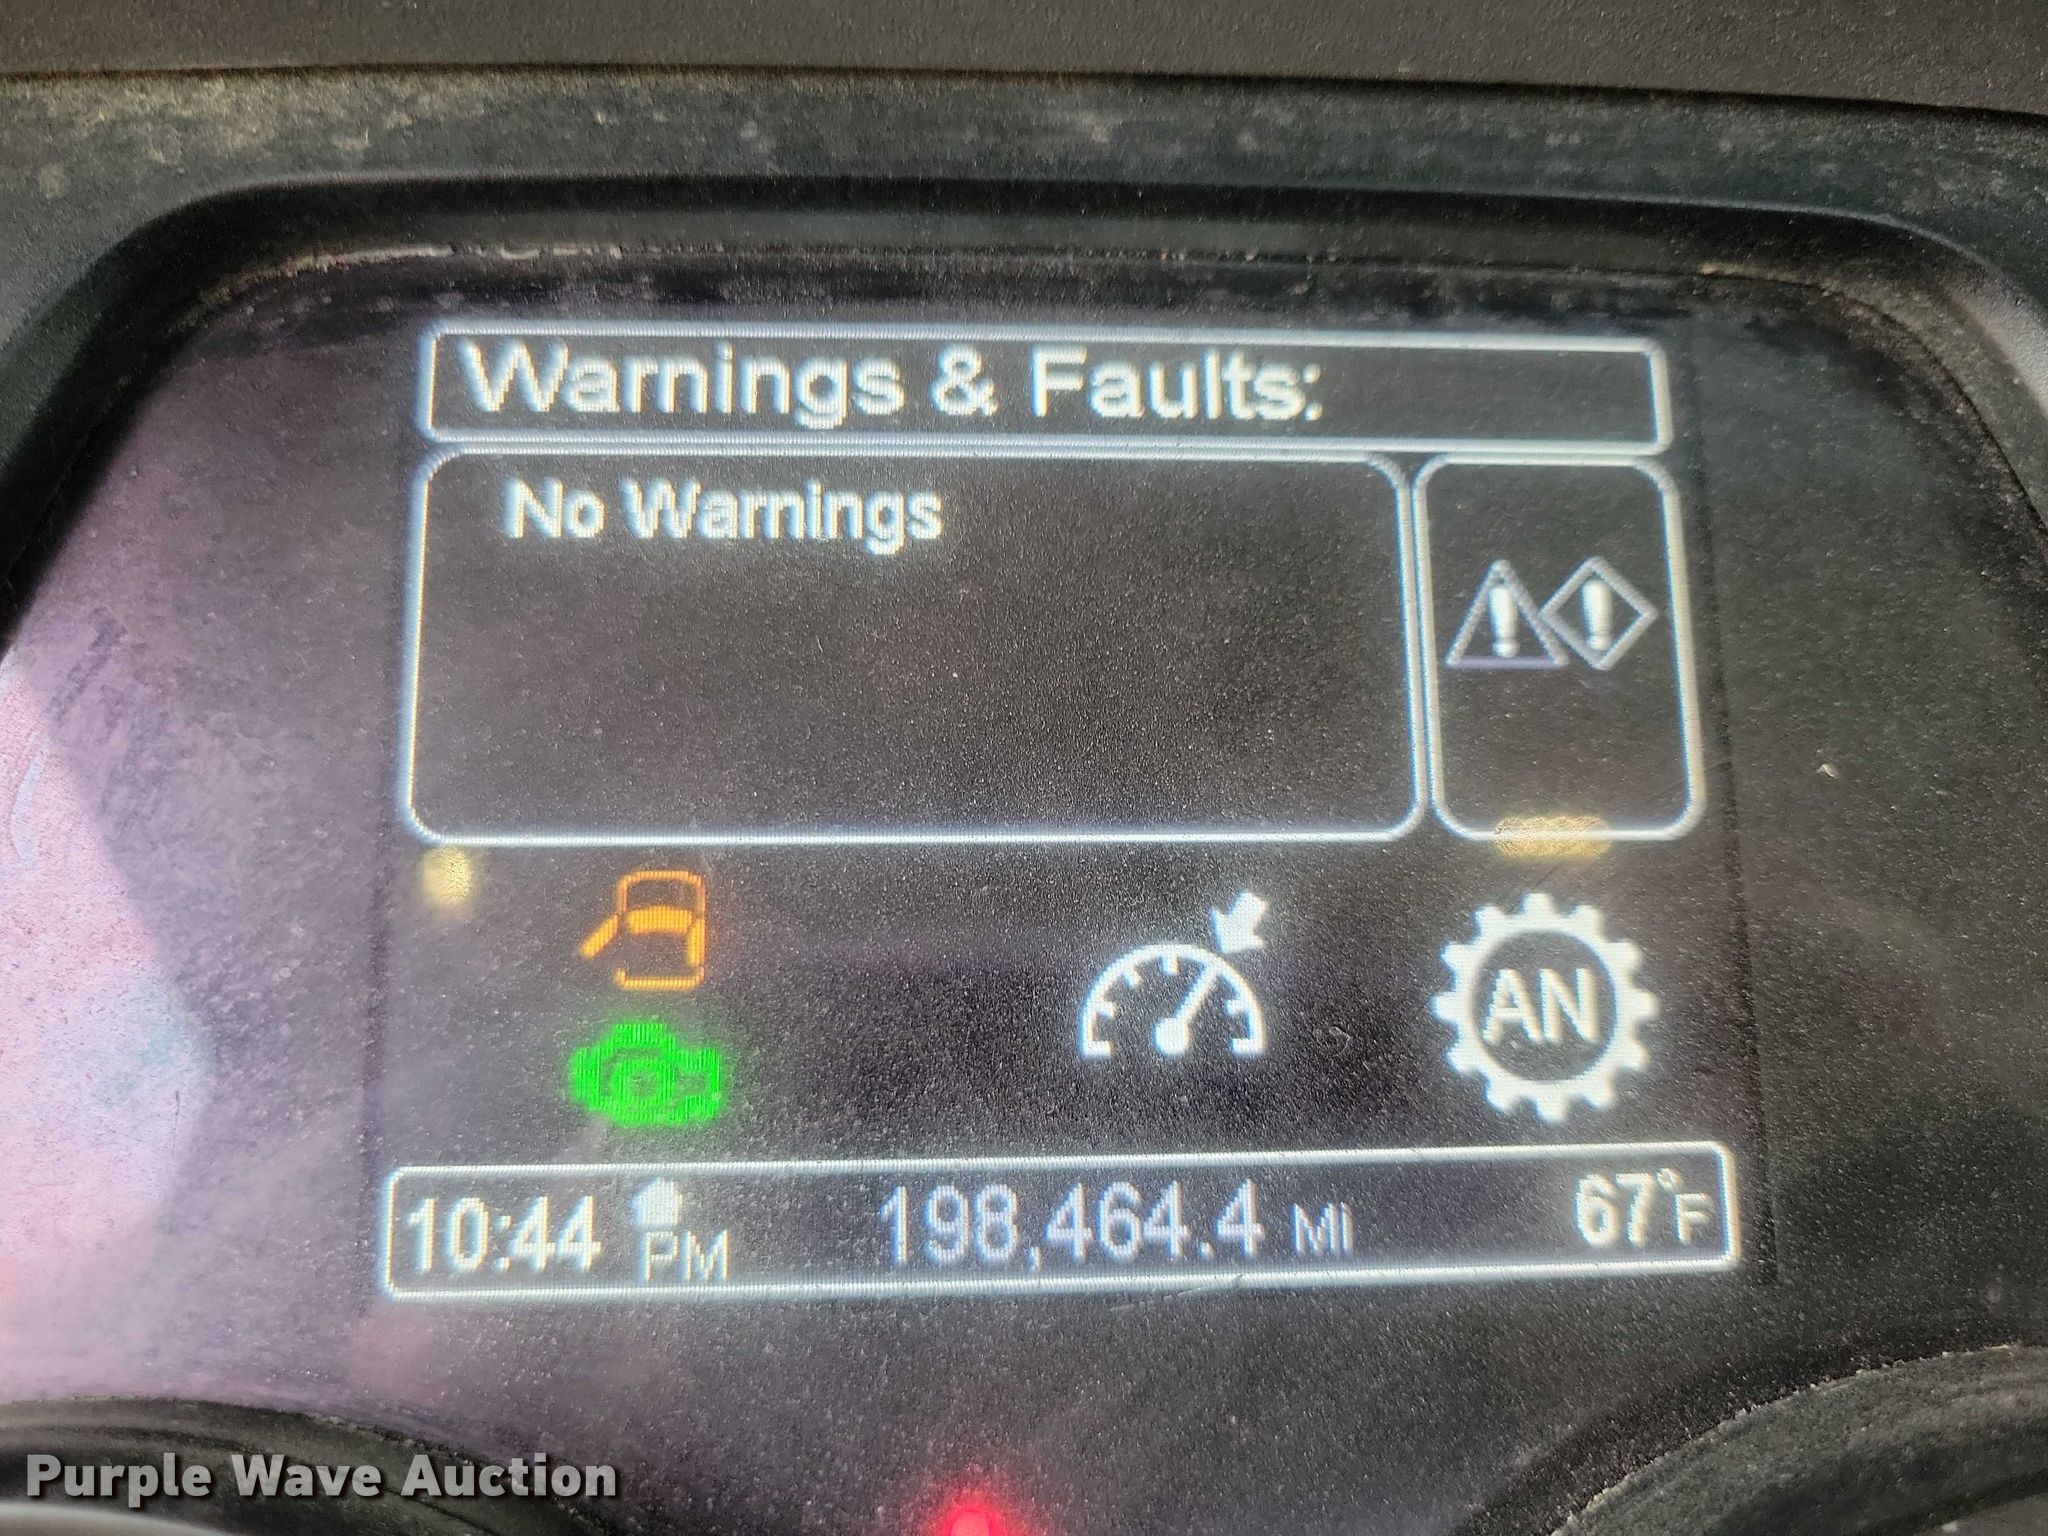 Warnings & Faults:
No Warnings
AN
10:44 PM 198,464.4 Mi 67°F
Purple Wave Auction